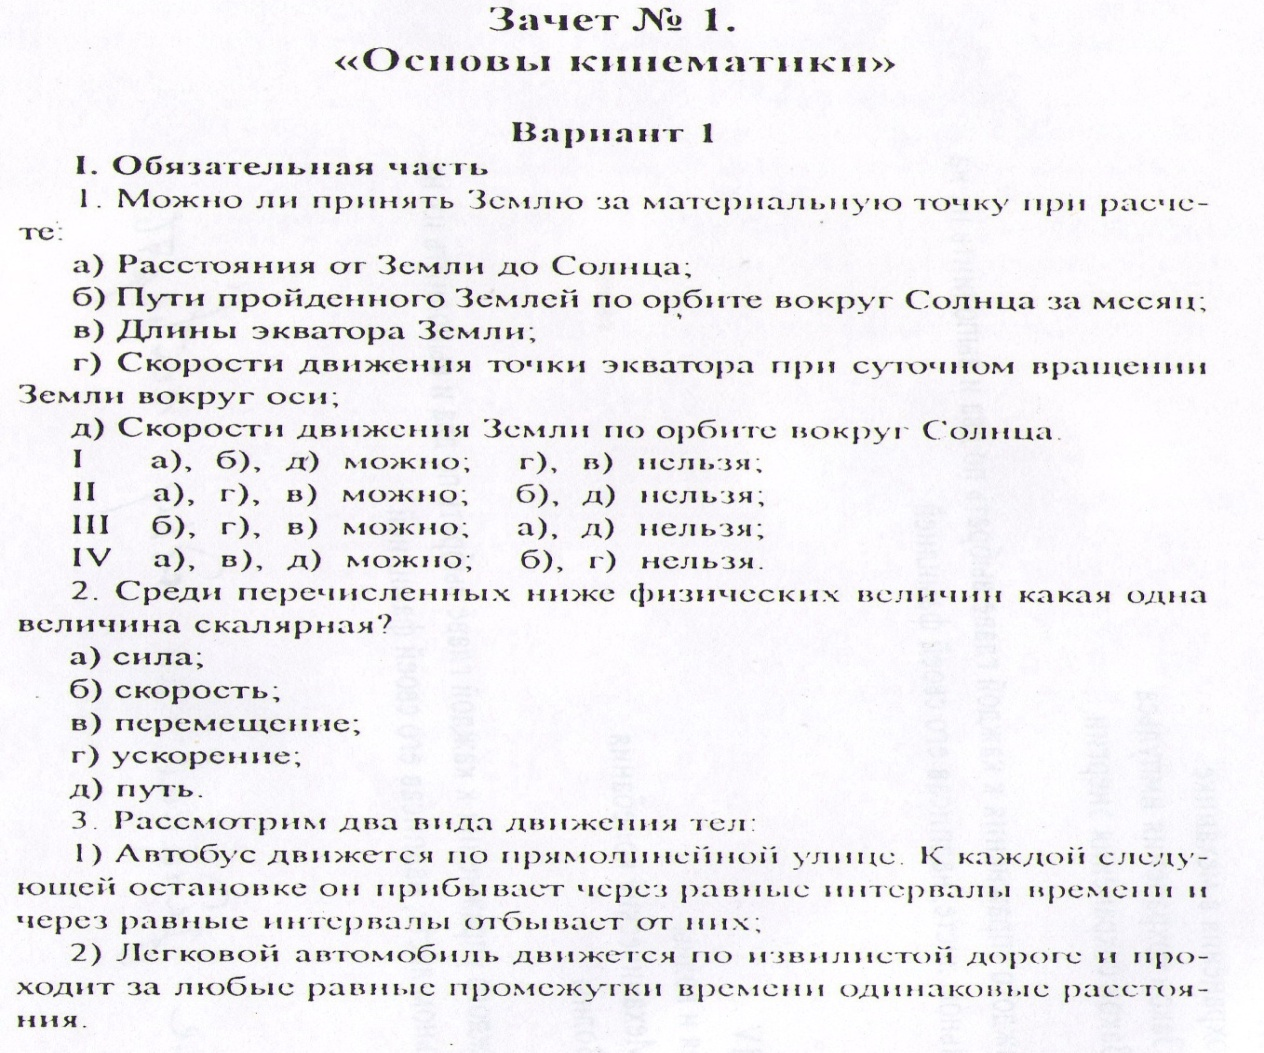 Зачет № 1.
«Основы кинематики»
Вариант 1
I. Обязательная часть
1. Можно ли принять Землю за материальную точку при расче-
те:
а) Расстояния от Земли до Солнца;
б) Пути пройденного Землей по орбите вокруг Солнца за месяц;
в) Длины экватора Земли;
г) Скорости движения точки экватора при суточном вращении
Земли вокруг оси;
д) Скорости движения Земли по орбите вокруг Солнца.
I а), б), д) можно; г), в) нельзя;
II а), г), в) можно; б), д) нельзя;
III б), г), в) можно; а), д) нельзя;
IV а), в), д) можно; б), г) нельзя.
2. Среди перечисленных ниже физических величин какая одна
величина скалярная?
а) сила;
б) скорость;
в) перемещение;
г) ускорение;
д) путь.
3. Рассмотрим два вида движения тел:
1) Автобус движется по прямолинейной улице. К каждой следу-
ющей остановке он прибывает через равные интервалы времени и
через равные интервалы отбывает от них;
2) Легковой автомобиль движется по извилистой дороге и про-
ходит за любые равные промежутки времени одинаковые расстоя-
ния.